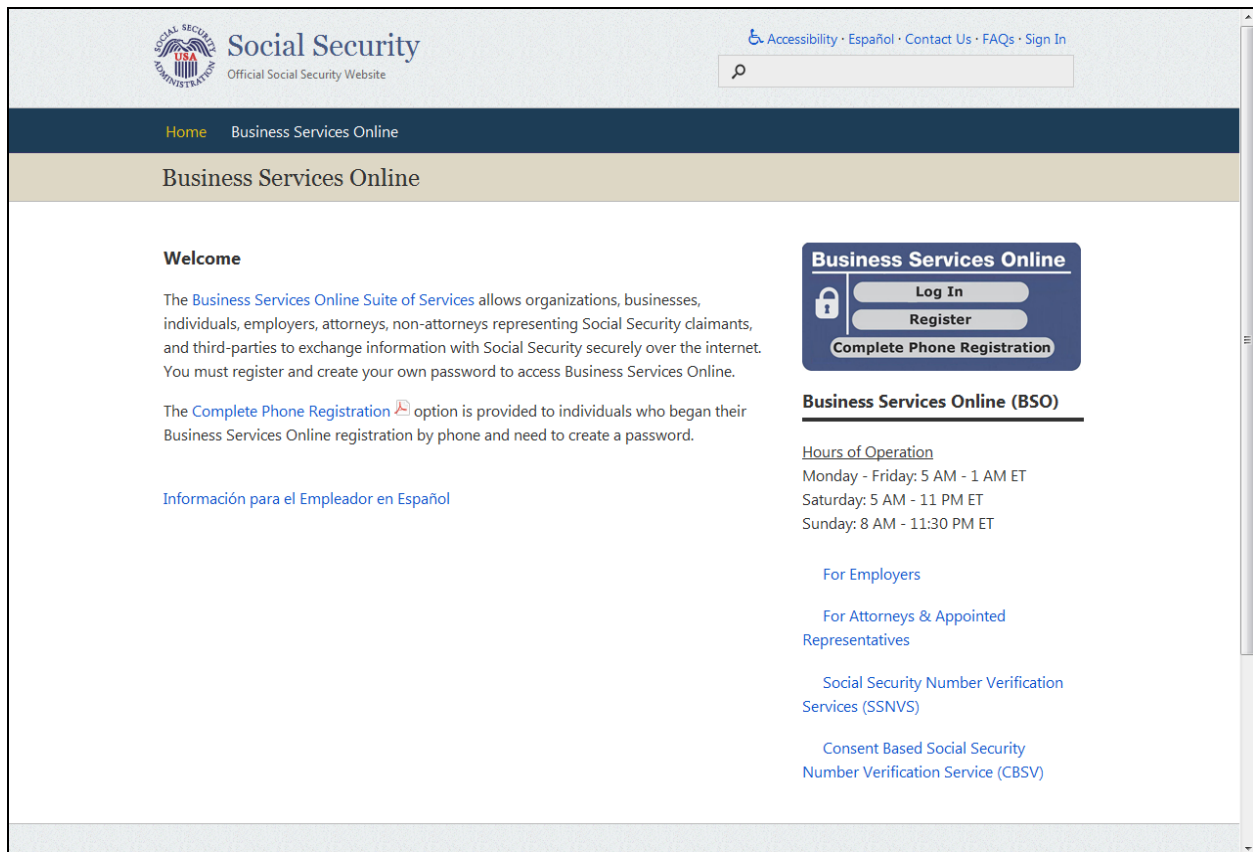 SOCIAL SECURITY ADMINISTRATION
USA
Social Security
Official Social Security Website
Accessibility · Español · Contact Us · FAQs · Sign In
Home Business Services Online
Business Services Online
Welcome
The Business Services Online Suite of Services allows organizations, businesses,
individuals, employers, attorneys, non-attorneys representing Social Security claimants,
and third-parties to exchange information with Social Security securely over the internet.
You must register and create your own password to access Business Services Online.
The Complete Phone Registration option is provided to individuals who began their
Business Services Online registration by phone and need to create a password.
Información para el Empleador en Español
Business Services Online
Log In
Register
Complete Phone Registration
Business Services Online (BSO)
Hours of Operation
Monday - Friday: 5 AM - 1 AM ET
Saturday: 5 AM - 11 PM ET
Sunday: 8 AM - 11:30 PM ET
For Employers
For Attorneys & Appointed
Representatives
Social Security Number Verification
Services (SSNVS)
Consent Based Social Security
Number Verification Service (CBSV)